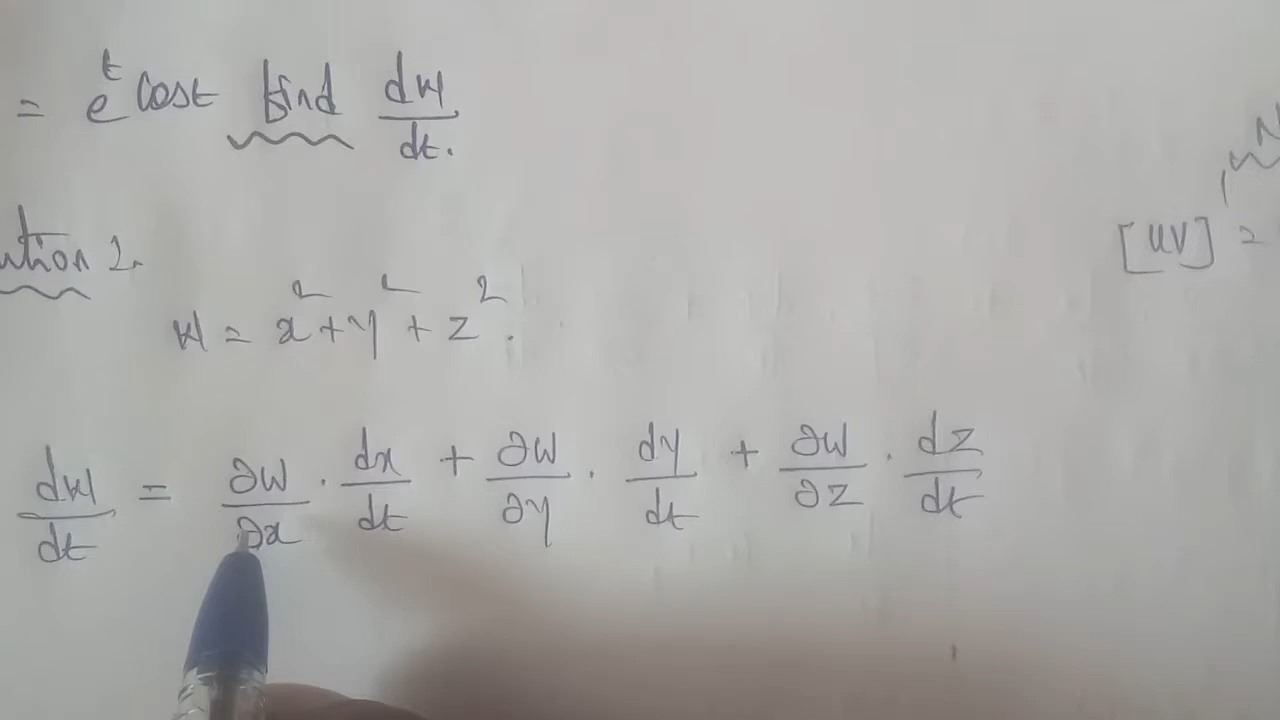 = e^t cost find dw/dt.
ution 2.
[UV] =
w = x² + y² + z².
dw/dt = ∂w/∂x . dx/dt + ∂w/∂y . dy/dt + ∂w/∂z . dz/dt